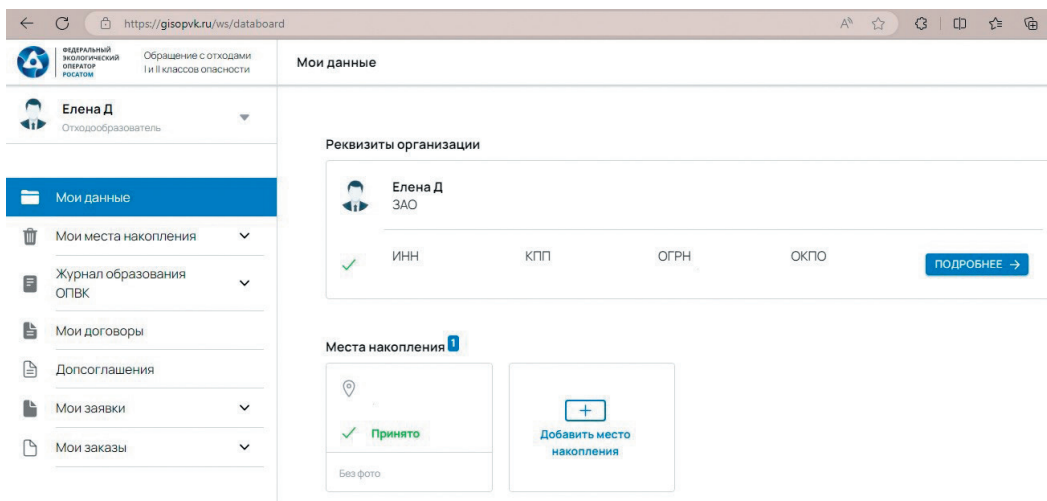 https://gisopvk.ru/ws/databoard
ФЕДЕРАЛЬНЫЙ
ЭКОЛОГИЧЕСКИЙ
ОПЕРАТОР
РОСАТОМ
Обращение с отходами
I и II классов опасности
Мои данные
Елена Д
Отходообразователь
Мои данные
Мои места накопления
Журнал образования
ОПВК
Мои договоры
Допсоглашения
Мои заявки
Мои заказы
Реквизиты организации
Елена Д
ЗАО
ИНН КПП ОГРН ОКПО
ПОДРОБНЕЕ →
Места накопления 1
Принято
Без фото
Добавить место
накопления